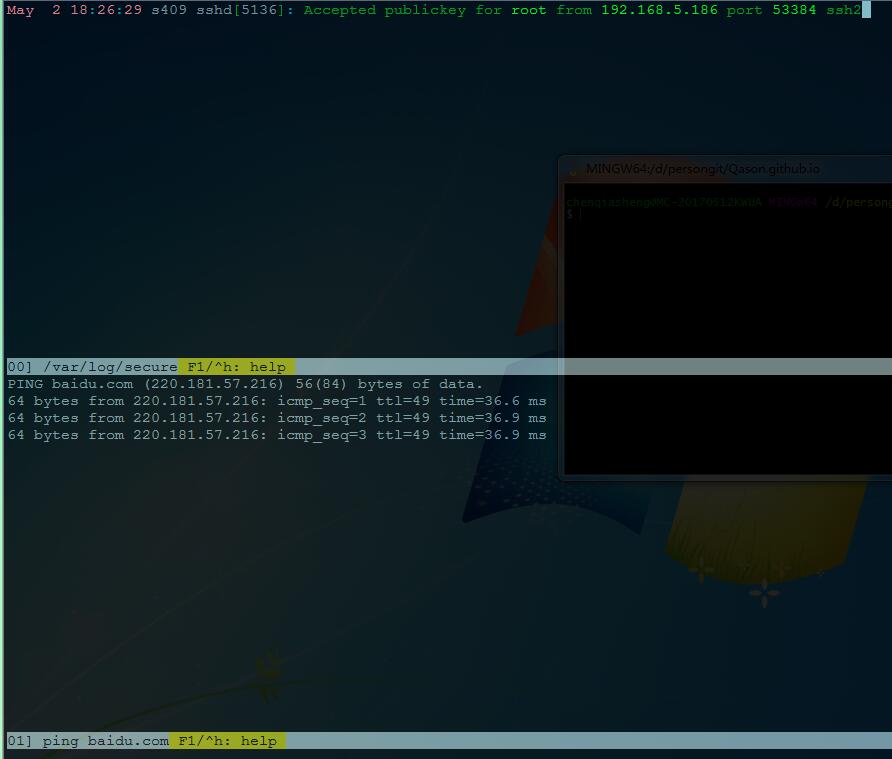 May  2 18:26:29 s409 sshd[5136]: Accepted publickey for root from 192.168.5.186 port 53384 ssh2
MINGW64:/d/persongit/Qason.github.io
MINGW64 /d/persong
$
00] /var/log/secure F1/^h: help
PING baidu.com (220.181.57.216) 56(84) bytes of data.
64 bytes from 220.181.57.216: icmp_seq=1 ttl=49 time=36.6 ms
64 bytes from 220.181.57.216: icmp_seq=2 ttl=49 time=36.9 ms
64 bytes from 220.181.57.216: icmp_seq=3 ttl=49 time=36.9 ms
01] ping baidu.com F1/^h: help